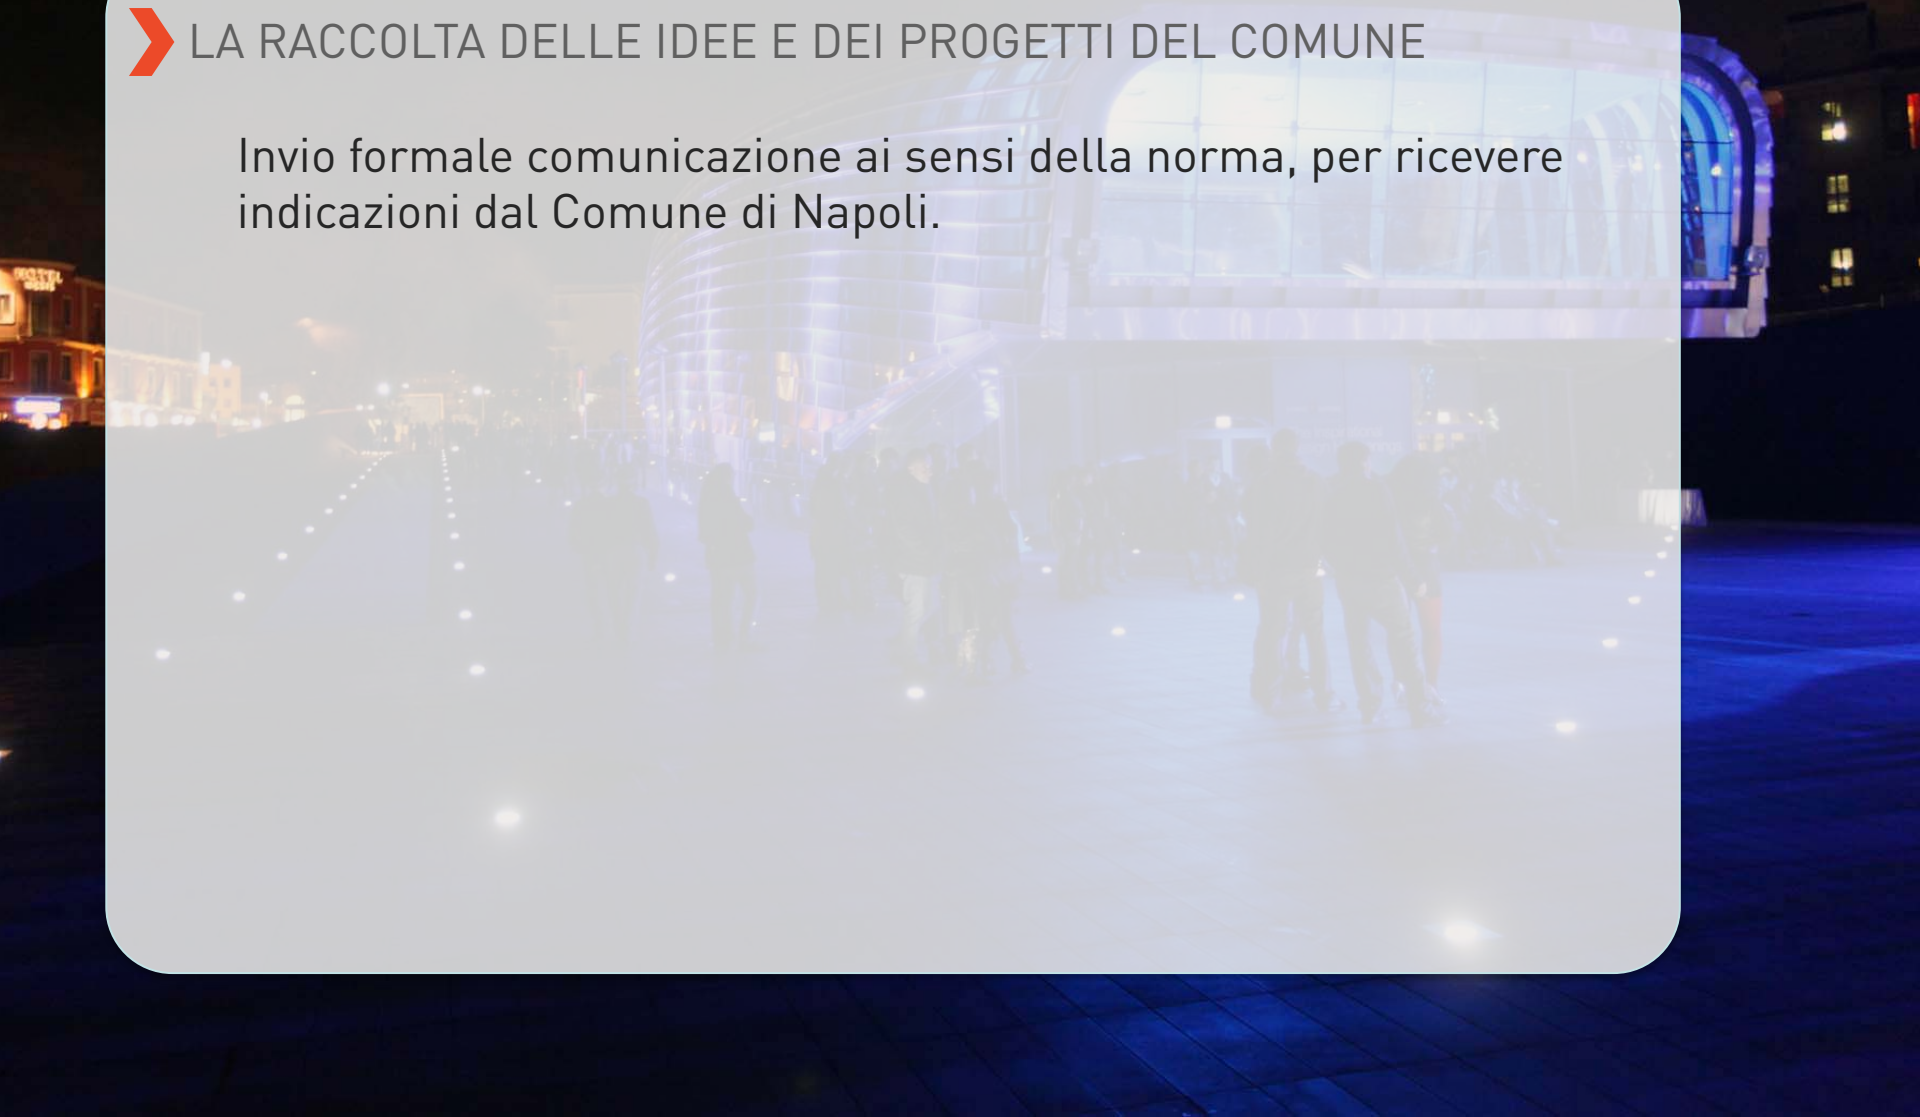 LA RACCOLTA DELLE IDEE E DEI PROGETTI DEL COMUNE
Invio formale comunicazione ai sensi della norma, per ricevere
indicazioni dal Comune di Napoli.
HOTEL